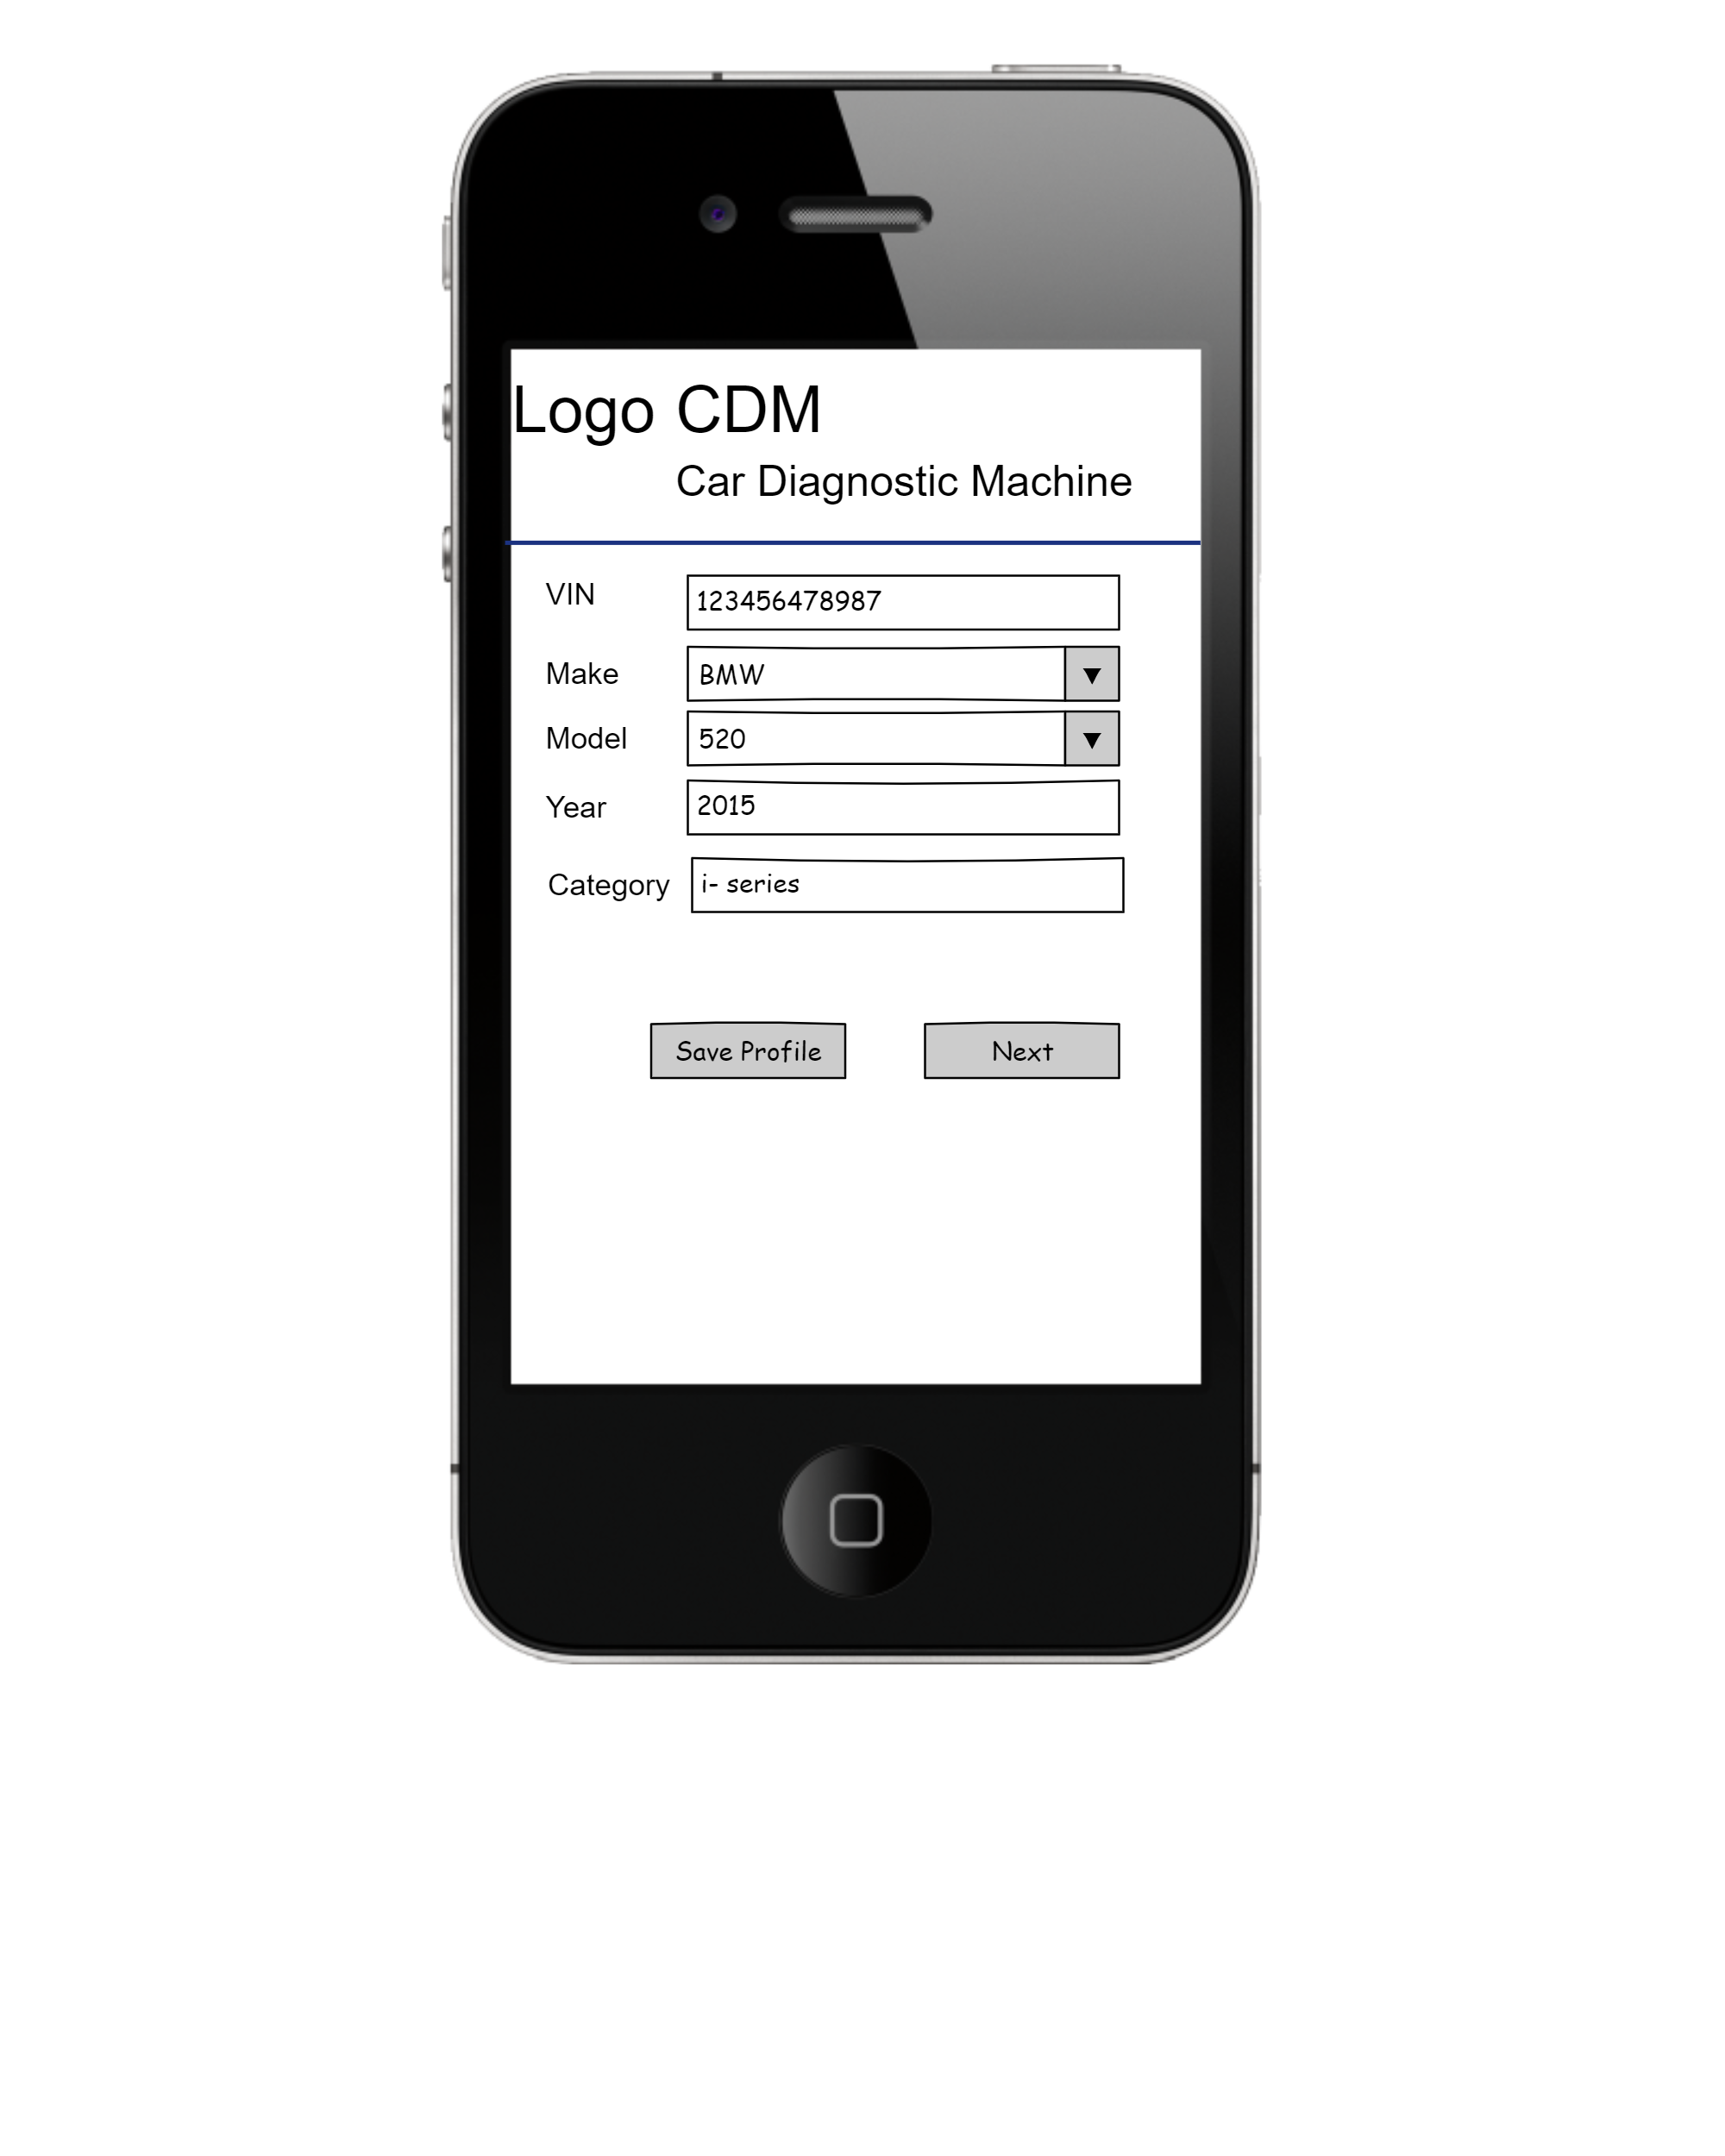 Logo CDM
Car Diagnostic Machine
VIN 123456478987
Make BMW
Model 520
Year 2015
Category i- series
Save Profile Next